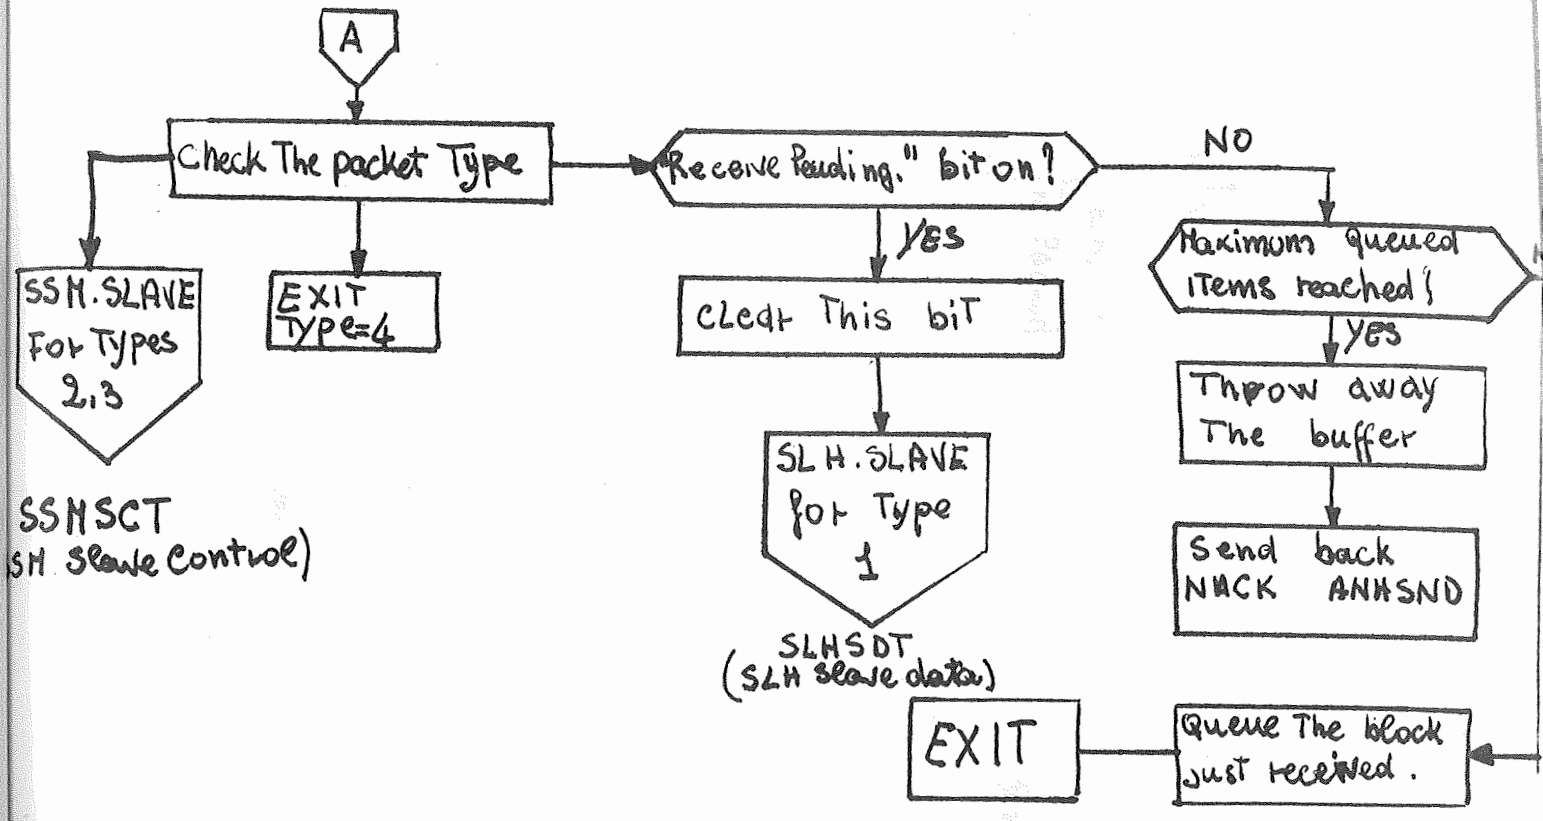 A
Check The packet Type
"Receive Pending." bit on?
NO
YES
Maximum queued
items reached?
YES
SSM.SLAVE
For Types
2,3
EXIT
Type=4
clear This bit
Throw away
The buffer
SLH.SLAVE
for Type
1
Send back
NACK
SSMSCT
SM Slave Control)
SLHSDT
(SLH Slave data)
EXIT
Queue The block
just received.